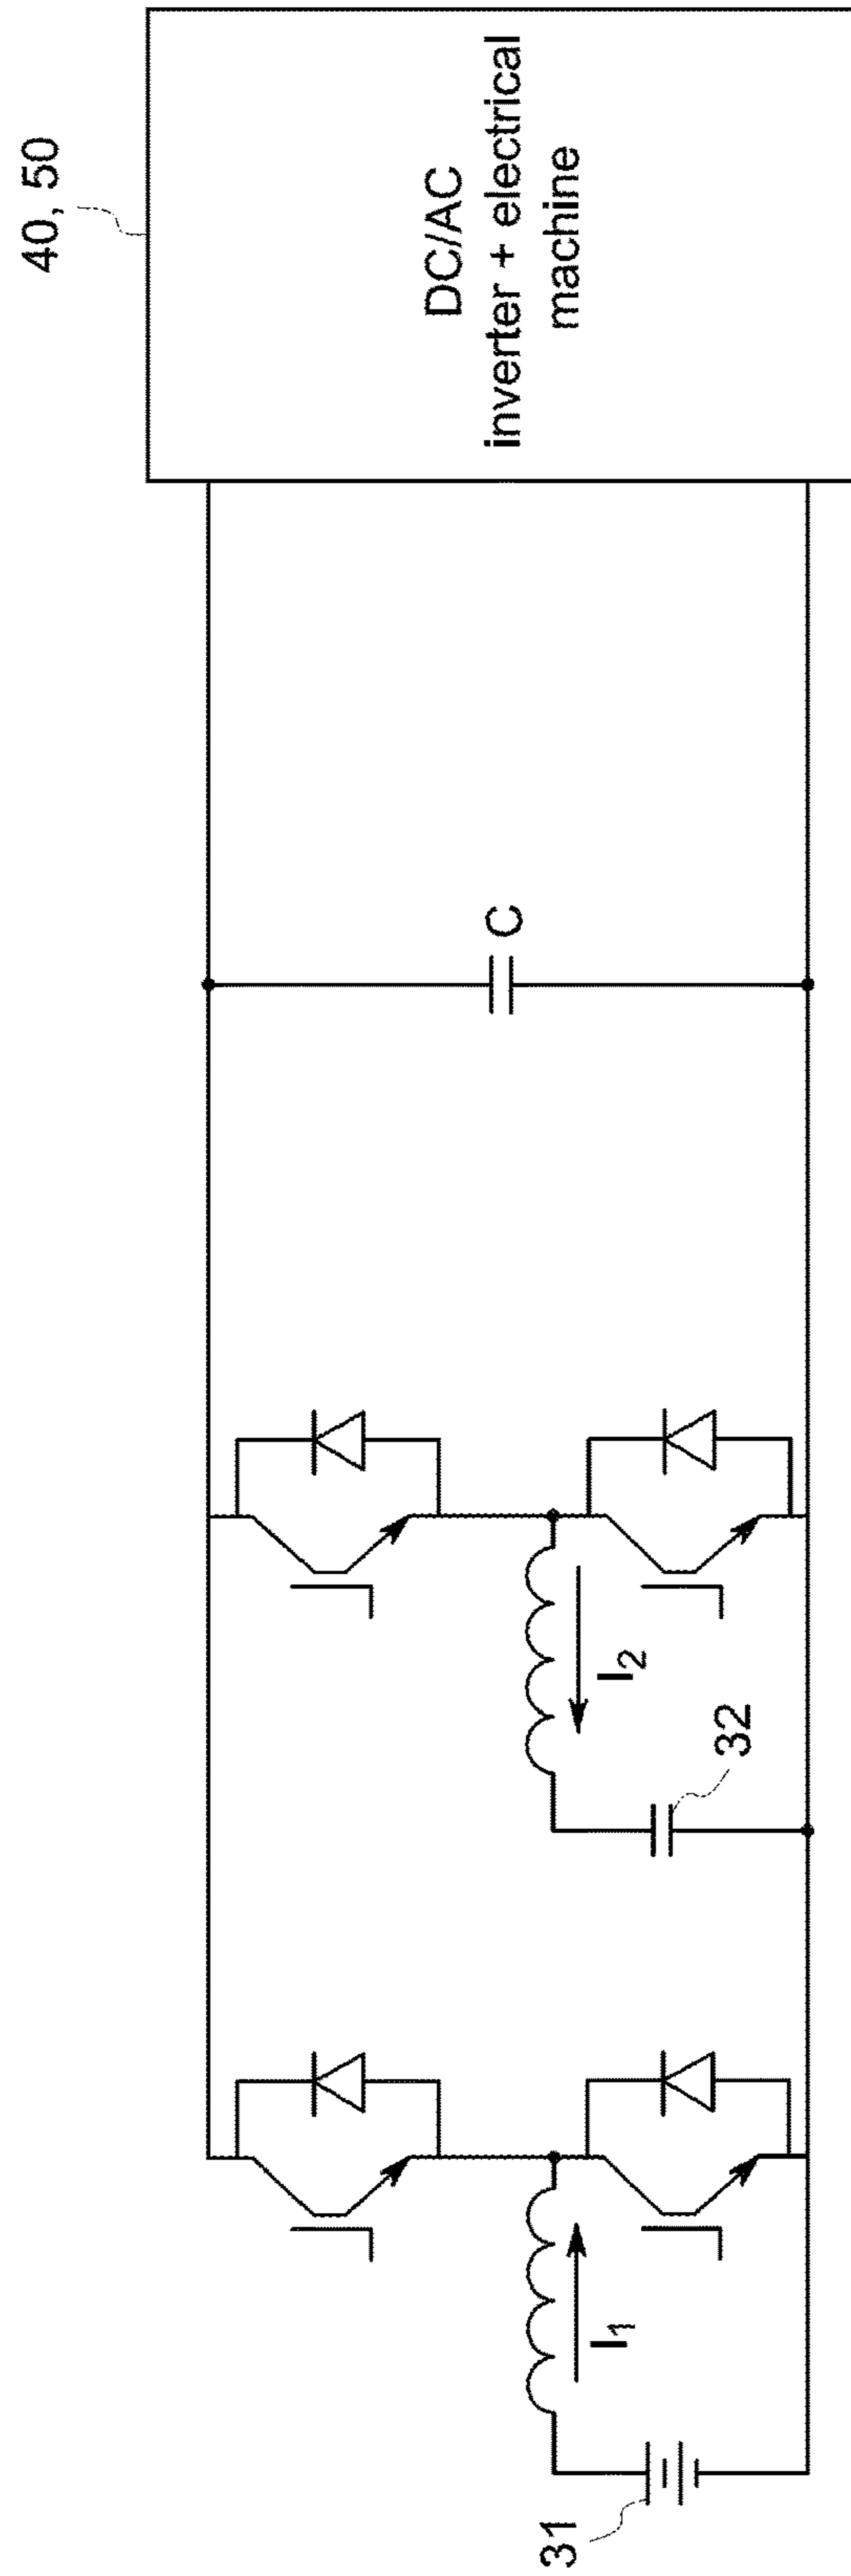 40, 50
DC/AC
inverter + electrical
machine
C
I2
32
I1
31